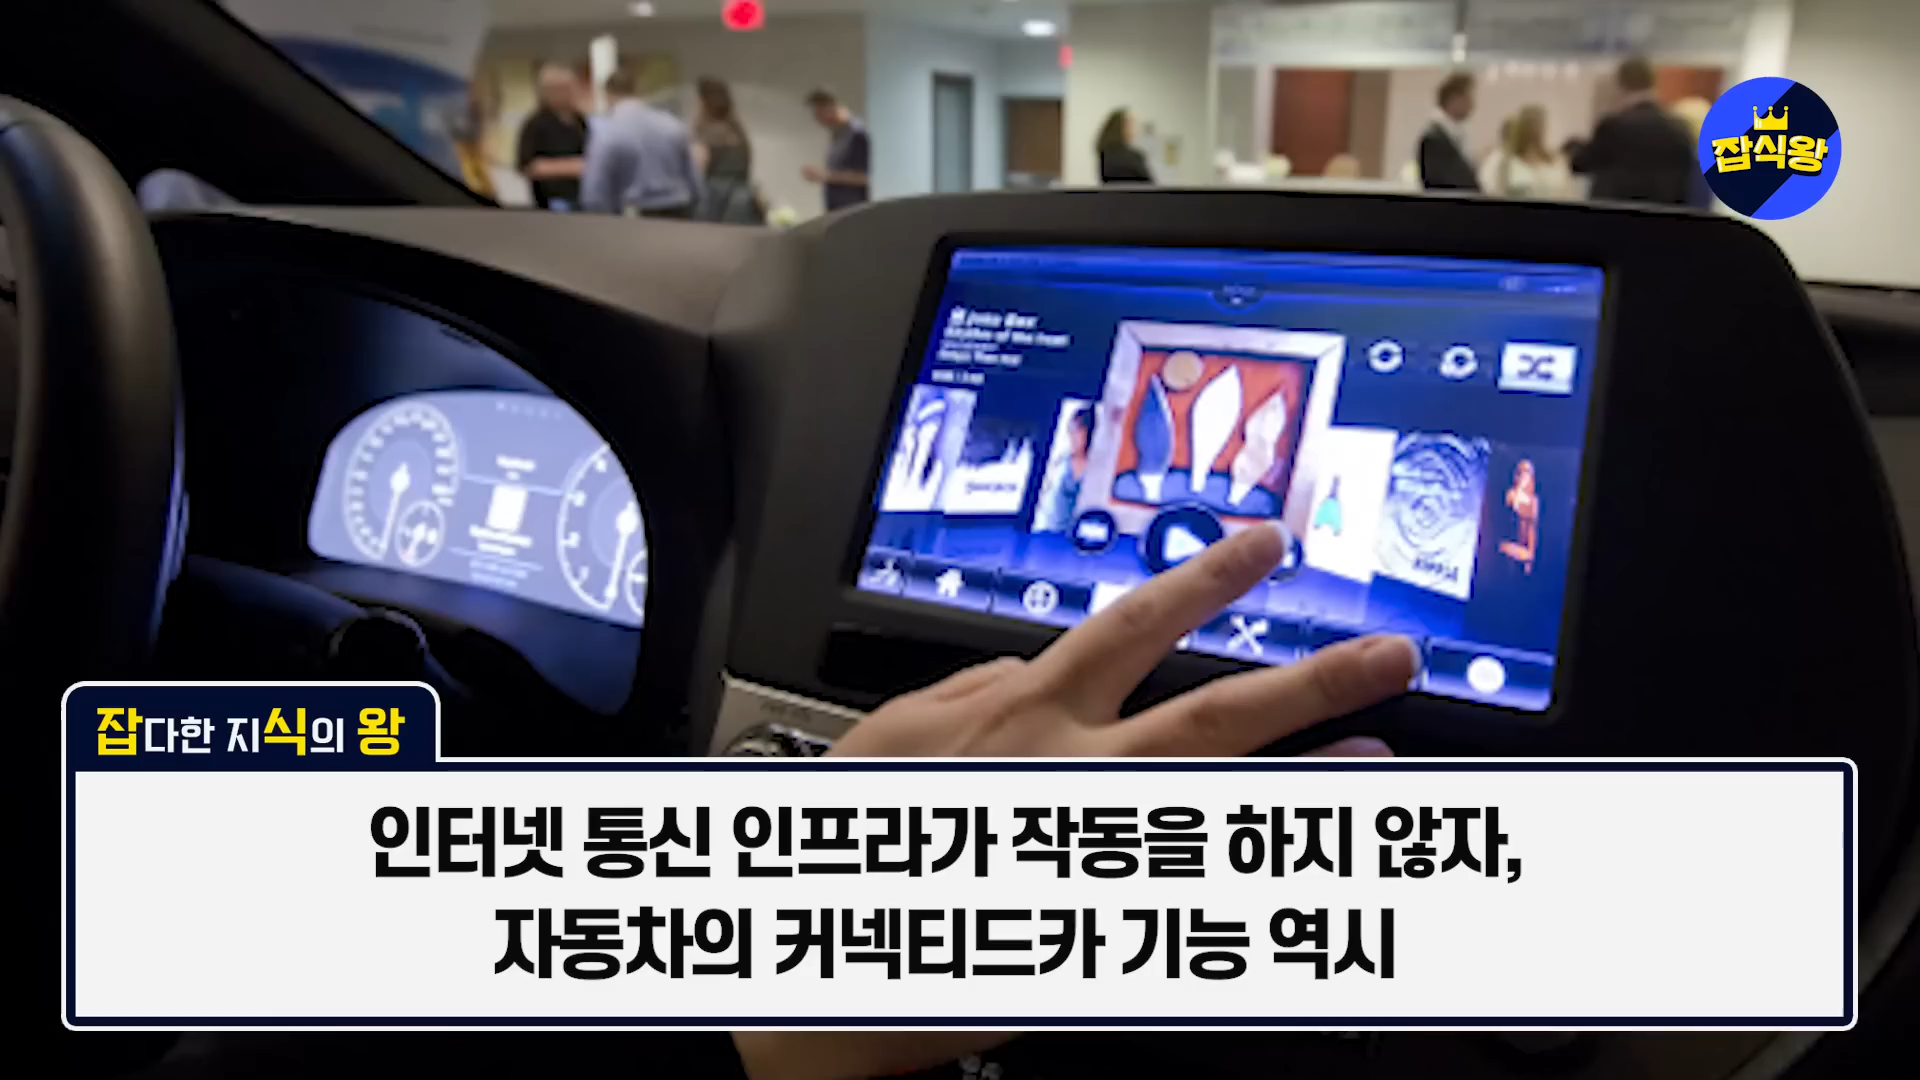 잡식왕
잡다한 지식의 왕
인터넷 통신 인프라가 작동을 하지 않자,
자동차의 커넥티드카 기능 역시